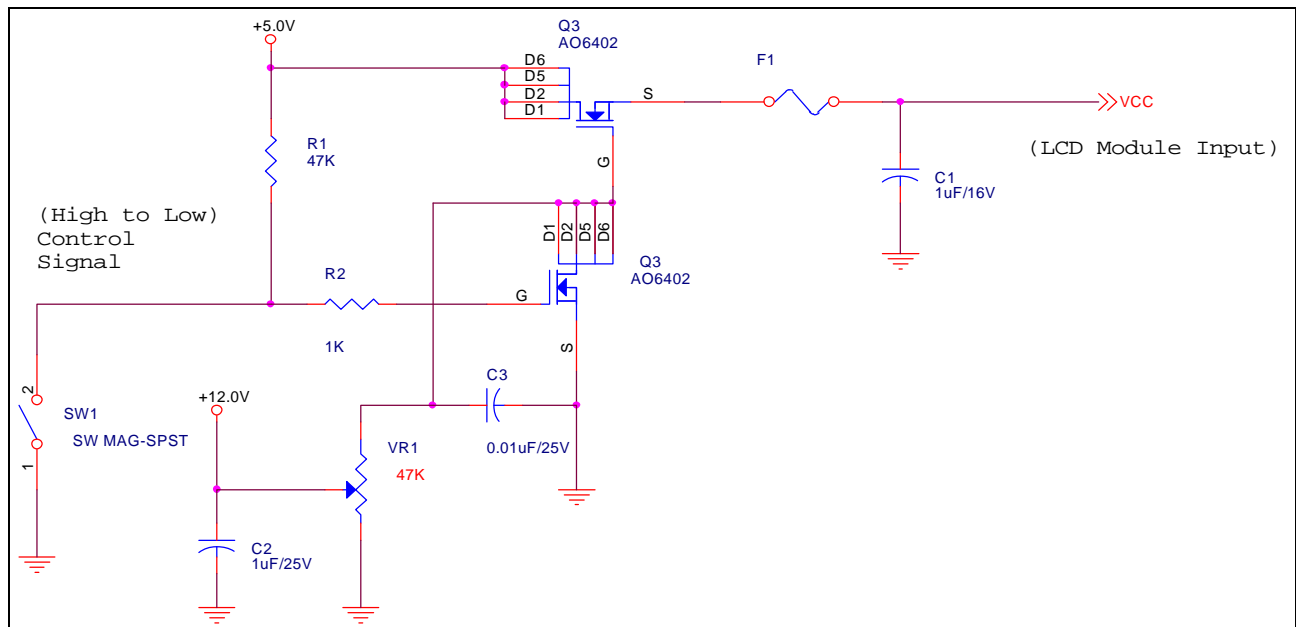 +5.0V
Q3
AO6402
D6
D5
D2
D1
S
G
F1
VCC
(LCD Module Input)
R1
47K
C1
1uF/16V
(High to Low)
Control
Signal
D1
D2
D5
D6
Q3
AO6402
R2
1K
G
S
2
1
SW1
SW MAG-SPST
+12.0V
C3
0.01uF/25V
VR1
47K
C2
1uF/25V